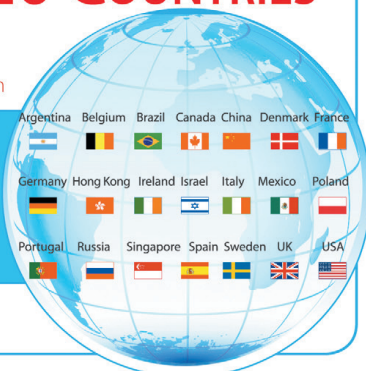 COUNTRIES
Argentina Belgium Brazil Canada China Denmark France
Germany Hong Kong Ireland Israel Italy Mexico Poland
Portugal Russia Singapore Spain Sweden UK USA